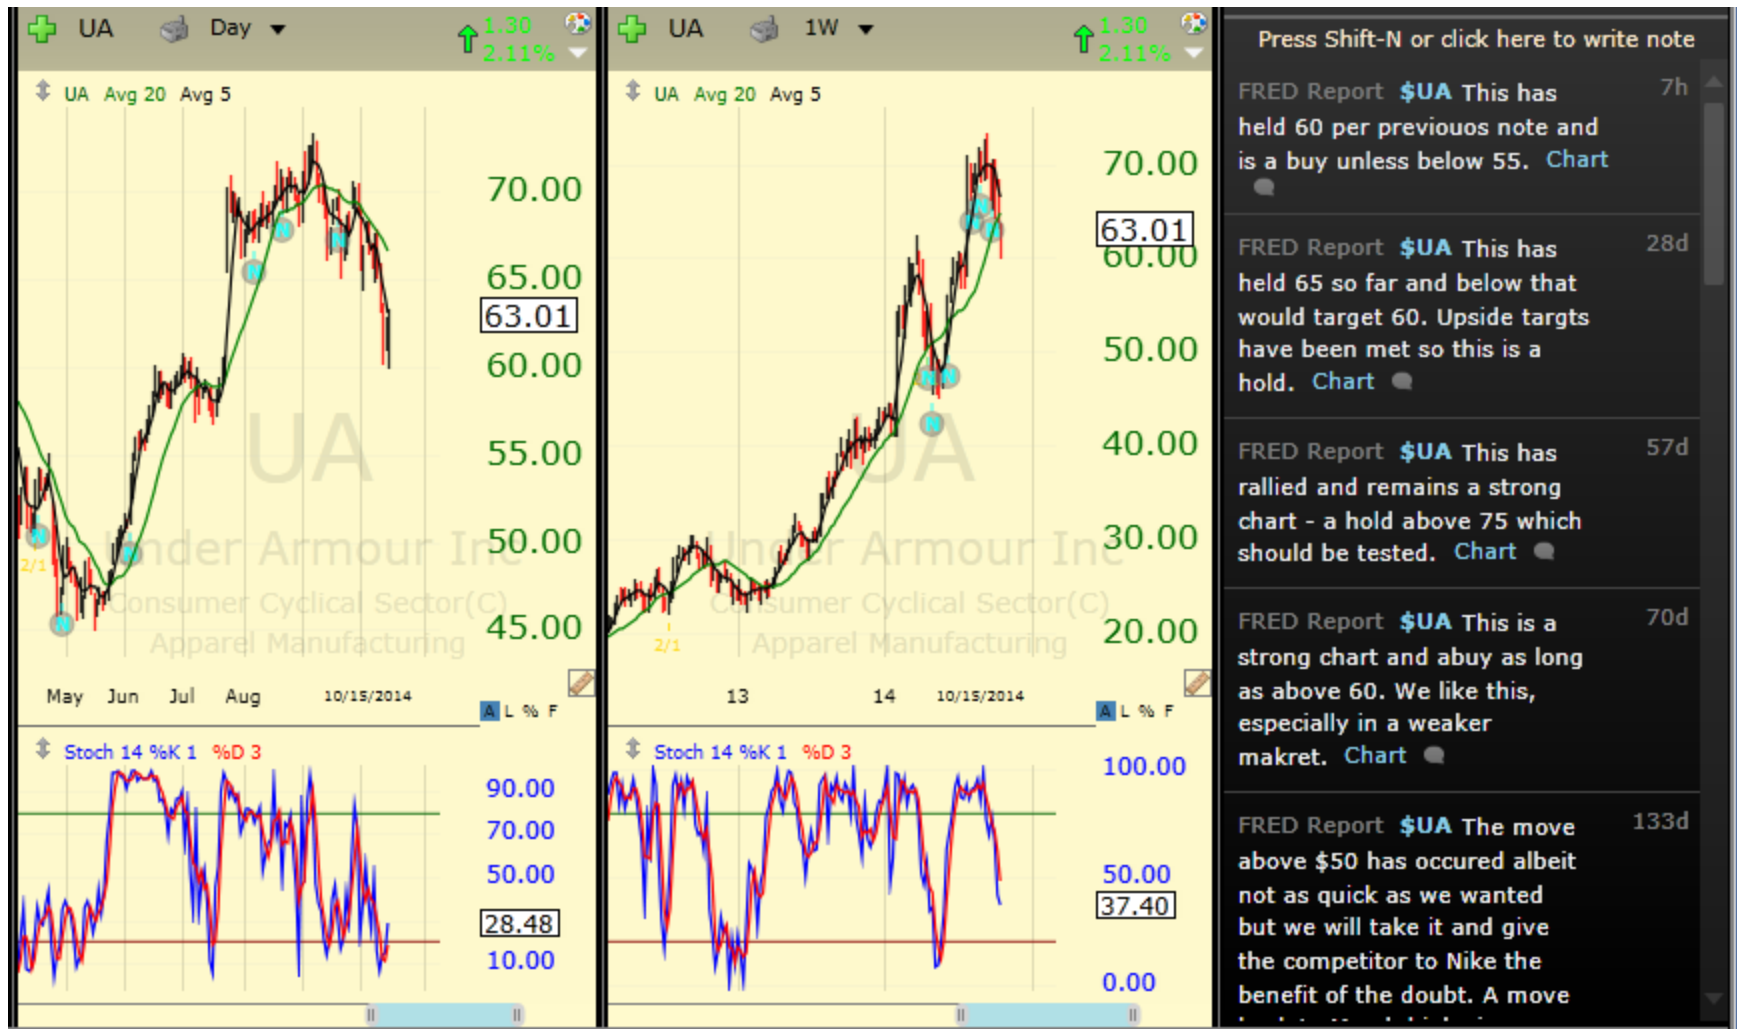 UA Day 1.30
2.11%
UA Avg 20 Avg 5
70.00
65.00
63.01
60.00
55.00
50.00
45.00
UA
Under Armour Inc
Consumer Cyclical Sector(C)
Apparel Manufacturing
N
N
N
N
N
N
N
2/1
May Jun Jul Aug 10/15/2014
A L % F
Stoch 14 %K 1 %D 3
90.00
70.00
50.00
28.48
10.00
UA 1W 1.30
2.11%
UA Avg 20 Avg 5
70.00
63.01
60.00
50.00
40.00
30.00
20.00
UA
Under Armour Inc
Consumer Cyclical Sector(C)
Apparel Manufacturing
N
N
N
N
N
N
2/1
13 14 10/15/2014
A L % F
Stoch 14 %K 1 %D 3
100.00
50.00
37.40
0.00
Press Shift-N or click here to write note
FRED Report $UA This has 7h
held 60 per previouos note and
is a buy unless below 55. Chart
FRED Report $UA This has 28d
held 65 so far and below that
would target 60. Upside targts
have been met so this is a
hold. Chart
FRED Report $UA This has 57d
rallied and remains a strong
chart - a hold above 75 which
should be tested. Chart
FRED Report $UA This is a 70d
strong chart and abuy as long
as above 60. We like this,
especially in a weaker
makret. Chart
FRED Report $UA The move 133d
above $50 has occured albeit
not as quick as we wanted
but we will take it and give
the competitor to Nike the
benefit of the doubt. A move